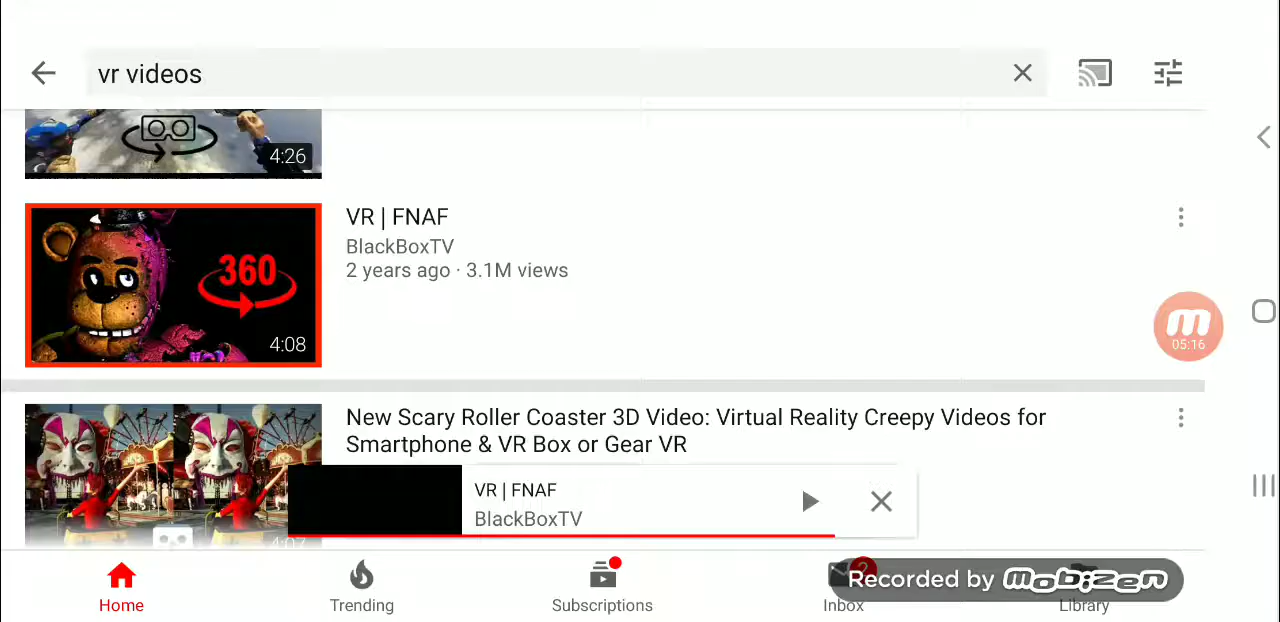 vr videos
4:26
VR | FNAF
BlackBoxTV
2 years ago · 3.1M views
360
4:08
05:16
New Scary Roller Coaster 3D Video: Virtual Reality Creepy Videos for
Smartphone & VR Box or Gear VR
VR | FNAF
BlackBoxTV
4:07
Recorded by mobizen
Home
Trending
Subscriptions
Inbox
Library